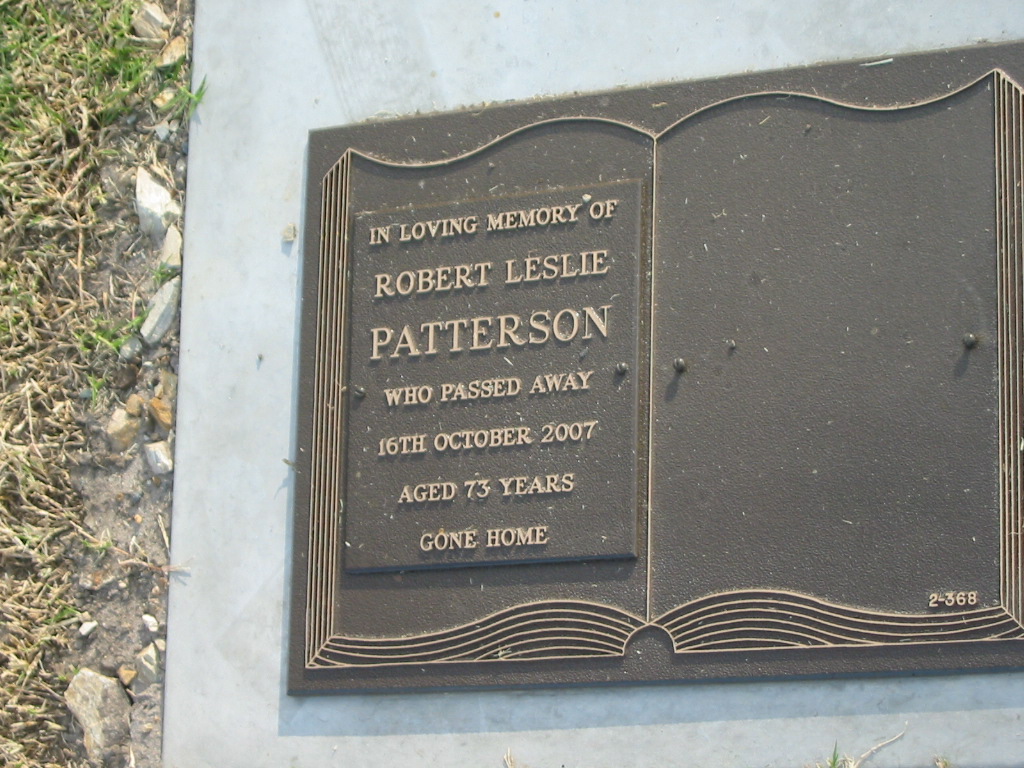 IN LOVING MEMORY OF
ROBERT LESLIE
PATTERSON
WHO PASSED AWAY
16TH OCTOBER 2007
AGED 73 YEARS
GONE HOME
2-368